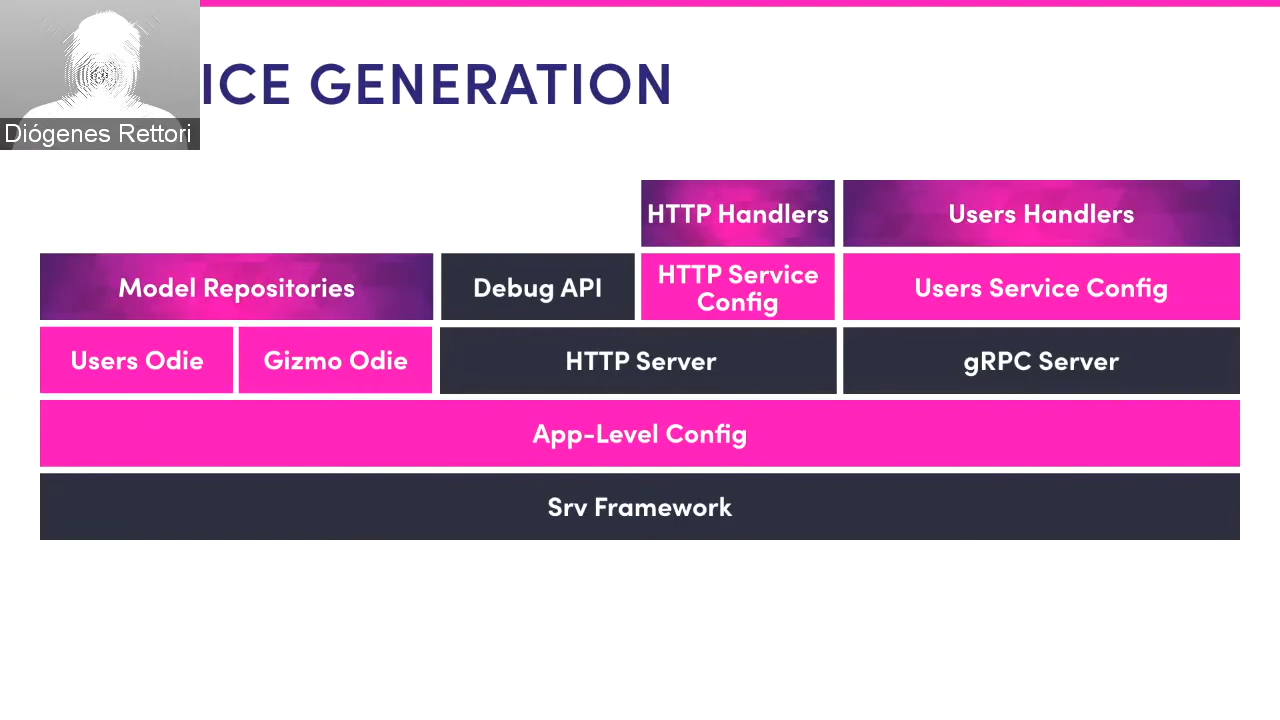 ICE GENERATION
Diógenes Rettori
HTTP Handlers
Users Handlers
Model Repositories
Debug API
HTTP Service
Config
Users Service Config
Users Odie
Gizmo Odie
HTTP Server
gRPC Server
App-Level Config
Srv Framework